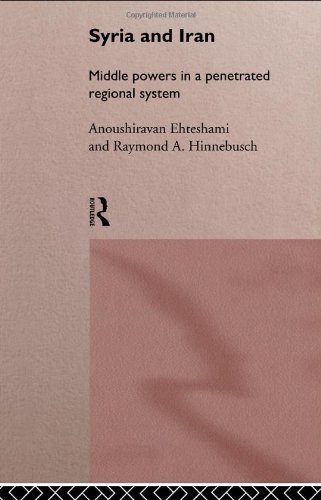 Copyrighted Material
Syria and Iran
Middle powers in a penetrated
regional system
Anoushiravan Ehteshami
and Raymond A. Hinnebusch
ROUTLEDGE